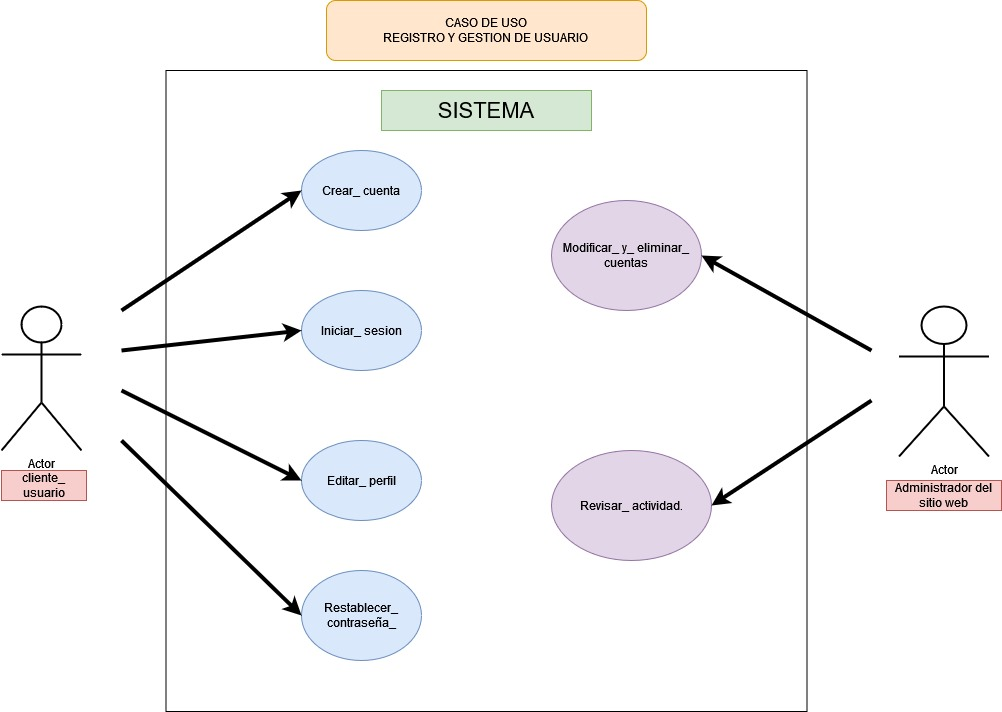 CASO DE USO
REGISTRO Y GESTION DE USUARIO
SISTEMA
Crear_ cuenta
Modificar_ y_ eliminar_
cuentas
Iniciar_ sesion
Editar_ perfil
Revisar_ actividad.
Restablecer_
contraseña_
Actor
cliente_
usuario
Actor
Administrador del
sitio web